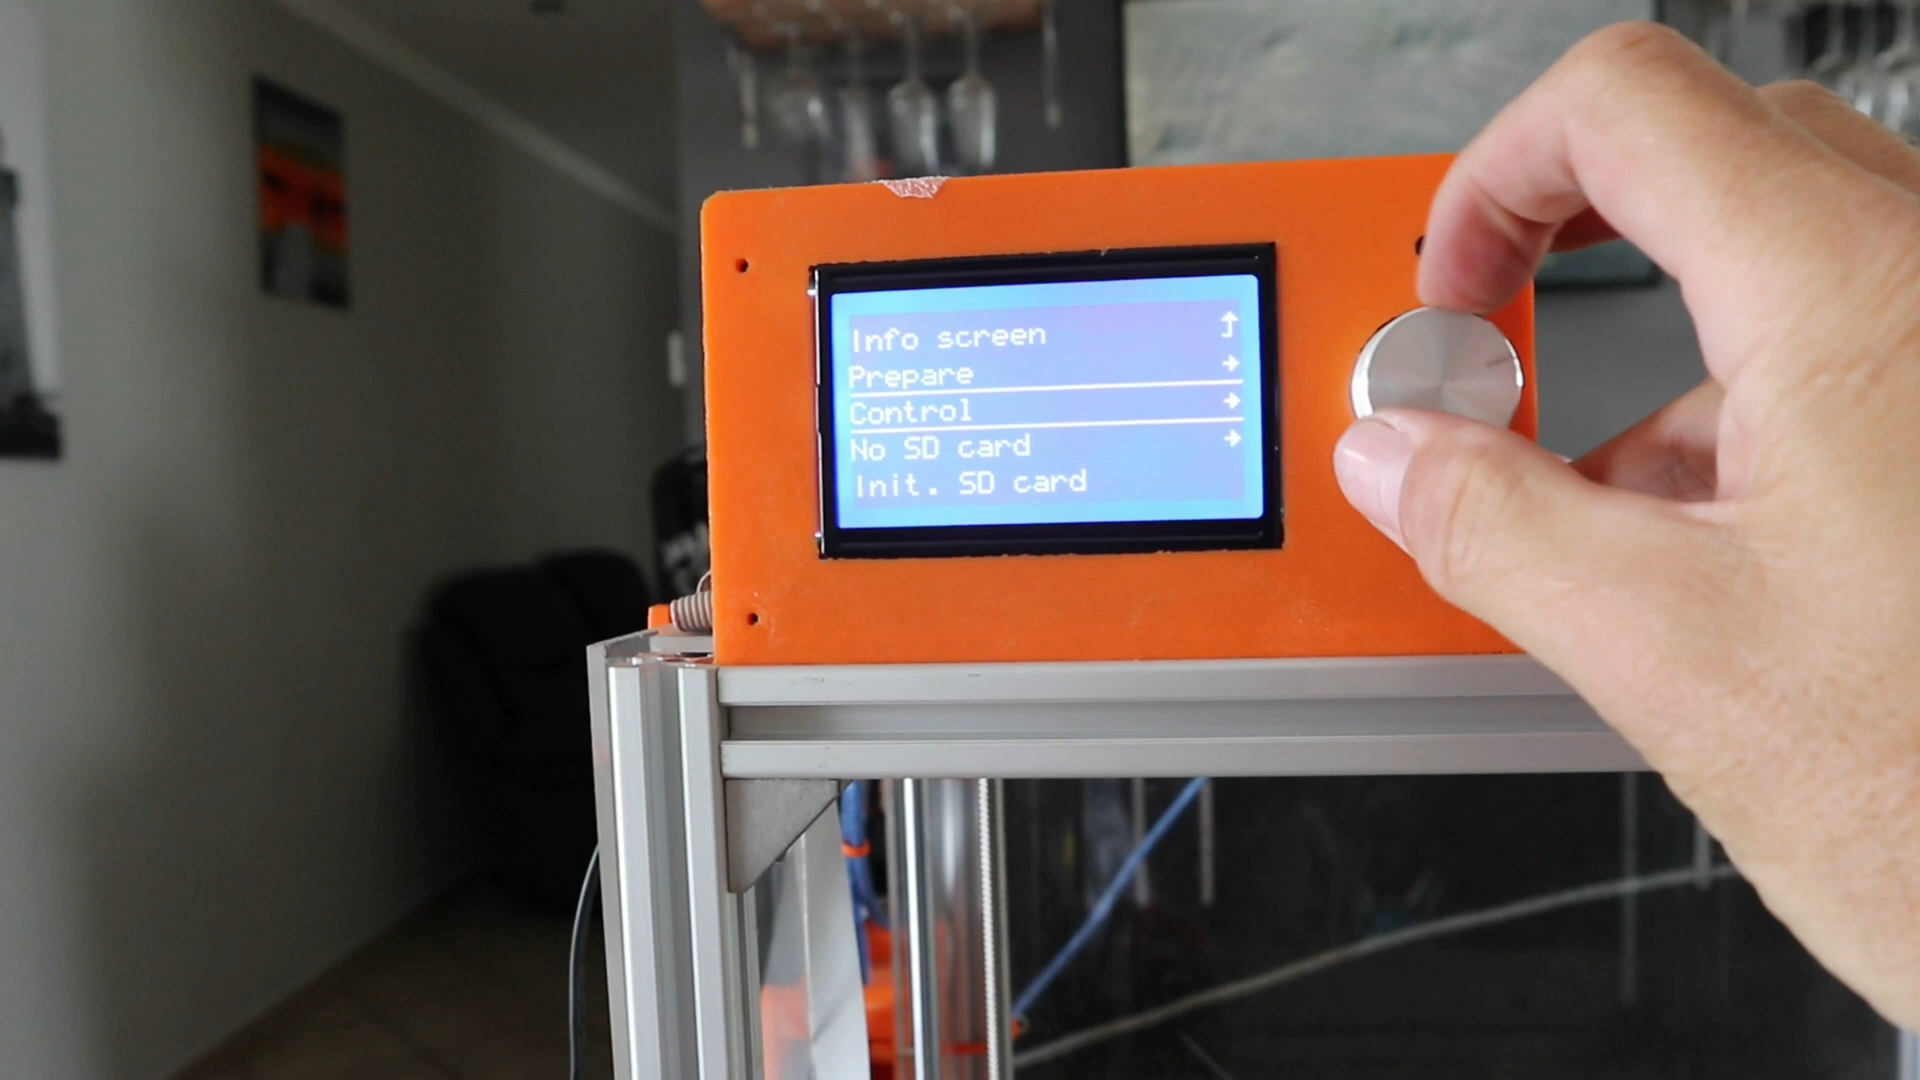 Info screen
Prepare
Control
No SD card
Init. SD card